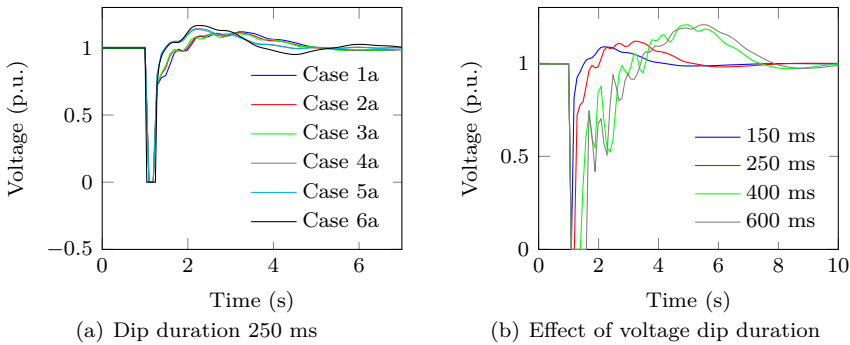 1
0.5
0
−0.5
0
2
4
6
Voltage (p.u.)
Time (s)
Case 1a
Case 2a
Case 3a
Case 4a
Case 5a
Case 6a
(a) Dip duration 250 ms
1
0.5
0
0
2
4
6
8
10
Voltage (p.u.)
Time (s)
150 ms
250 ms
400 ms
600 ms
(b) Effect of voltage dip duration